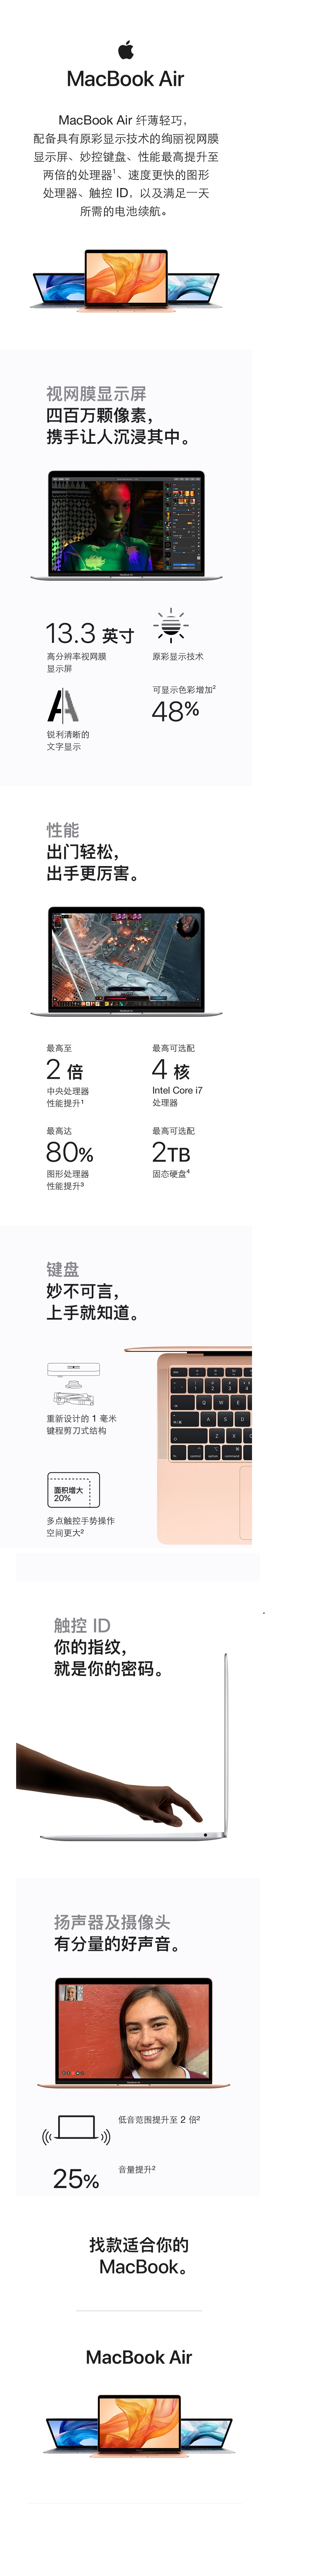 MacBook Air
MacBook Air 纤薄轻巧，
配备具有原彩显示技术的绚丽视网膜
显示屏、妙控键盘、性能最高提升至
两倍的处理器¹、速度更快的图形
处理器、触控 ID，以及满足一天
所需的电池续航。
视网膜显示屏
四百万颗像素，
携手让人沉浸其中。
13.3 英寸
高分辨率视网膜
显示屏
原彩显示技术
锐利清晰的
文字显示
可显示色彩增加²
48%
性能
出门轻松，
出手更厉害。
最高至
2 倍
中央处理器
性能提升¹
最高可选配
4 核
Intel Core i7
处理器
最高达
80%
图形处理器
性能提升³
最高可选配
2TB
固态硬盘⁴
键盘
妙不可言，
上手就知道。
重新设计的 1 毫米
键程剪刀式结构
面积增大
20%
多点触控手势操作
空间更大²
触控 ID
你的指纹，
就是你的密码。
扬声器及摄像头
有分量的好声音。
低音范围提升至 2 倍²
25%
音量提升²
找款适合你的
MacBook。
MacBook Air